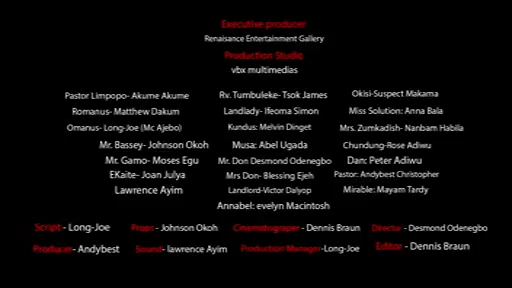 Executive producer
Renaisance Entertainment Gallery
Production Studio
vbx multimedias
Pastor Limpopo- Akume Akume Rv. Tumbuleke- Tsok James Okisi-Suspect Makama
Romanus- Matthew Dakum Landlady- Ifeoma Simon Miss Solution: Anna Bala
Omanus- Long-Joe (Mc Ajebo) Kundus: Melvin Dinget Mrs. Zumkadish- Nanbam Habila
Mr. Bassey- Johnson Okoh Musa: Abel Ugada Chundung-Rose Adiwu
Mr. Gamo- Moses Egu Mr. Don Desmond Odenegbo Dan: Peter Adiwu
EKaite- Joan Julya Mrs Don- Blessing Ejeh Pastor: Andybest Christopher
Lawrence Ayim Landlord-Victor Dalyop Mirable: Mayam Tardy
Annabel: evelyn Macintosh
Script - Long-Joe Props - Johnson Okoh Cinematograper - Dennis Braun Director - Desmond Odenegbo
Producer- Andybest Sound- lawrence Ayim Production Manager-Long-Joe Editor - Dennis Braun